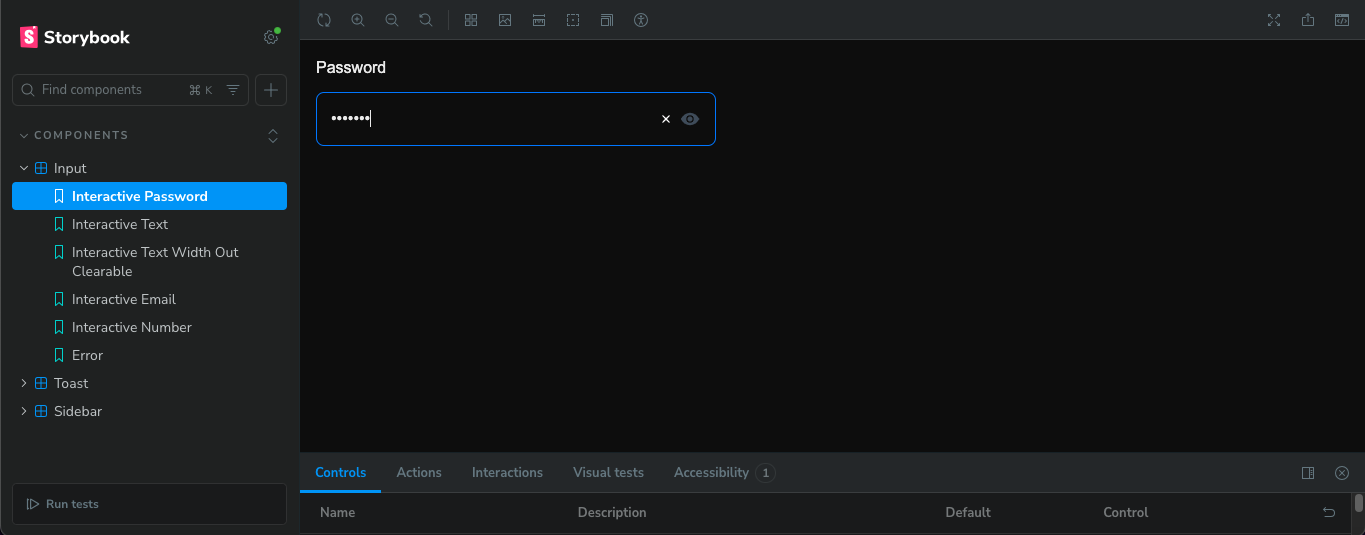 Storybook
Find components
⌘ K
COMPONENTS
Input
Interactive Password
Interactive Text
Interactive Text Width Out
Clearable
Interactive Email
Interactive Number
Error
Toast
Sidebar
Run tests
Password
•••••••
Controls Actions Interactions Visual tests Accessibility 1
Name Description Default Control